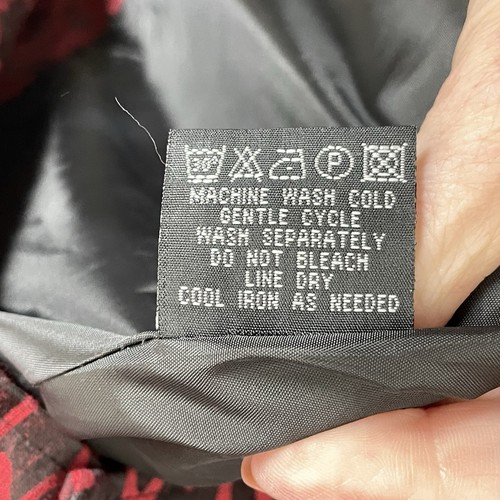 30° P
MACHINE WASH COLD
GENTLE CYCLE
WASH SEPARATELY
DO NOT BLEACH
LINE DRY
COOL IRON AS NEEDED